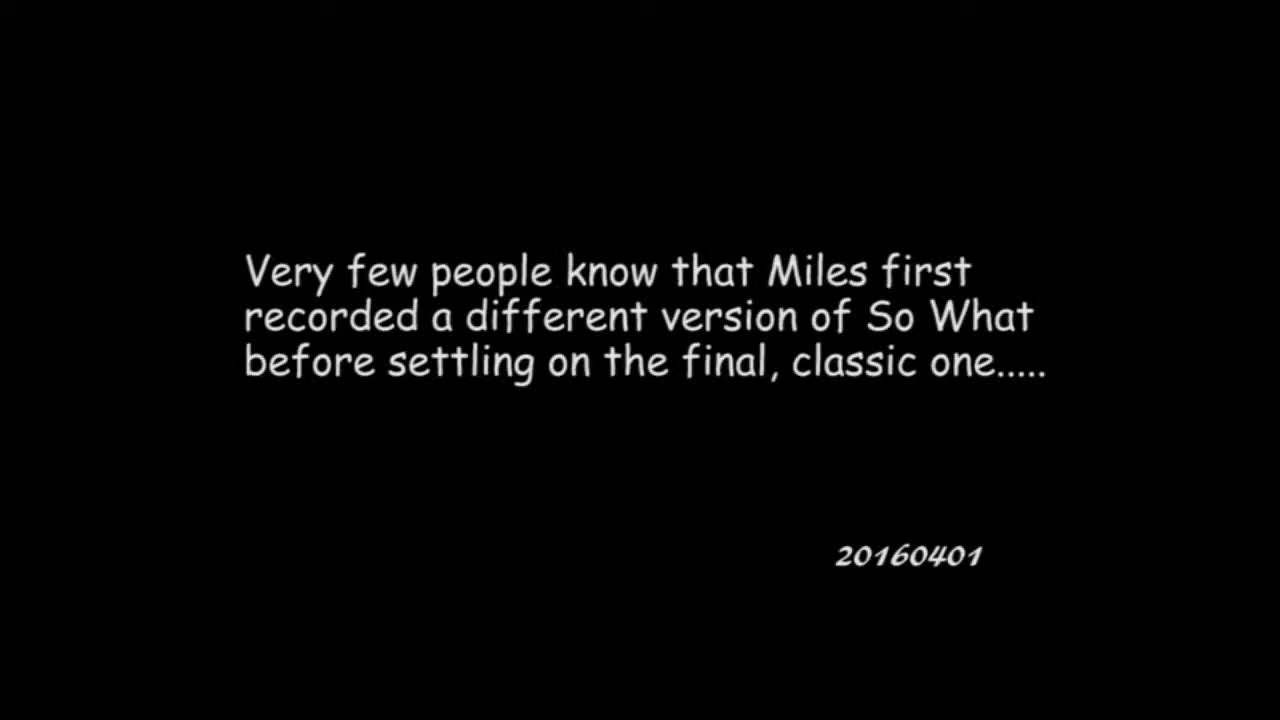 Very few people know that Miles first
recorded a different version of So What
before settling on the final, classic one.....
20160401